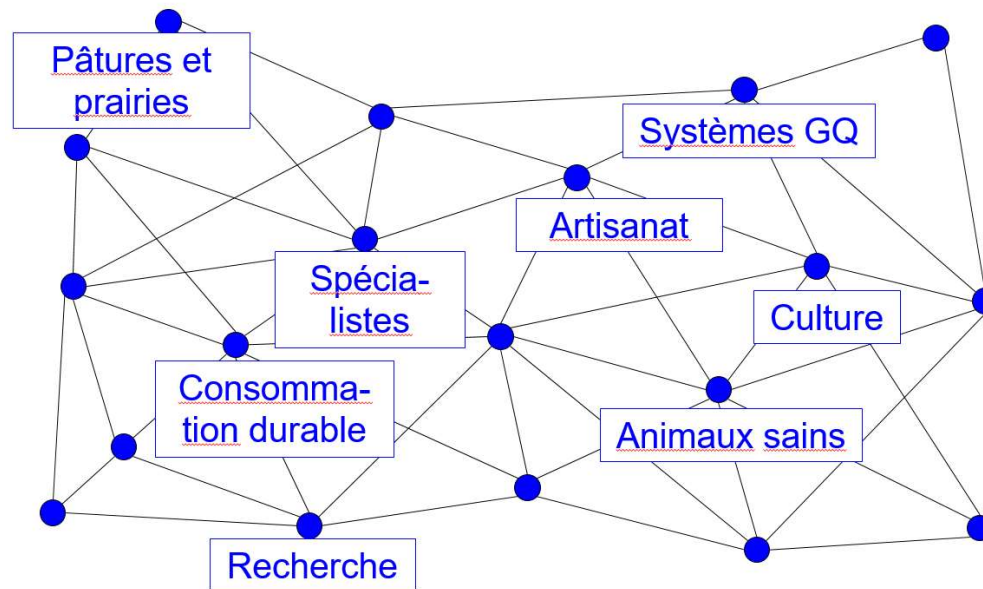 Pâtures et
prairies
Systèmes GQ
Artisanat
Spécia-
listes
Culture
Consomma-
tion durable
Animaux sains
Recherche